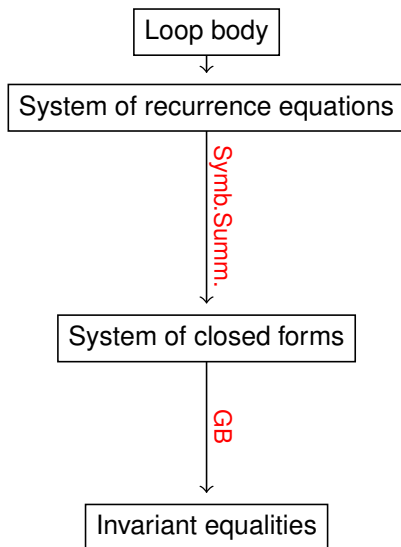 Loop body
System of recurrence equations
Symb.Summ.
System of closed forms
GB
Invariant equalities